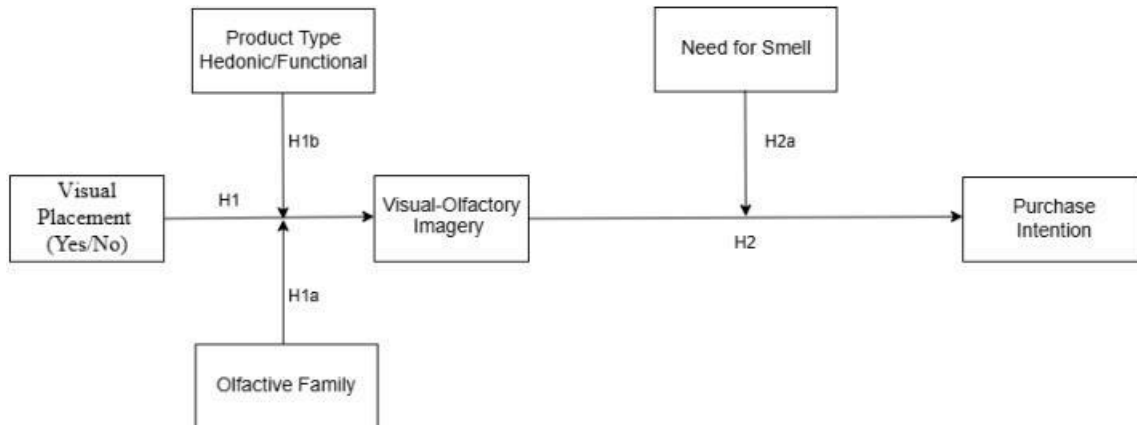 Product Type
Hedonic/Functional
Need for Smell
H1b
H2a
Visual
Placement
(Yes/No)
H1
Visual-Olfactory
Imagery
H2
Purchase
Intention
H1a
Olfactive Family